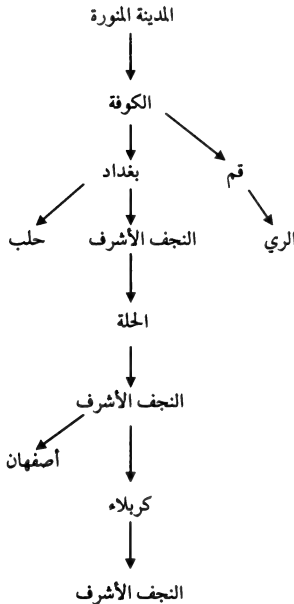 المدينة المنورة
الكوفة
بغداد
قم
حلب
النجف الأشرف
الري
الحلة
النجف الأشرف
أصفهان
كربلاء
النجف الأشرف